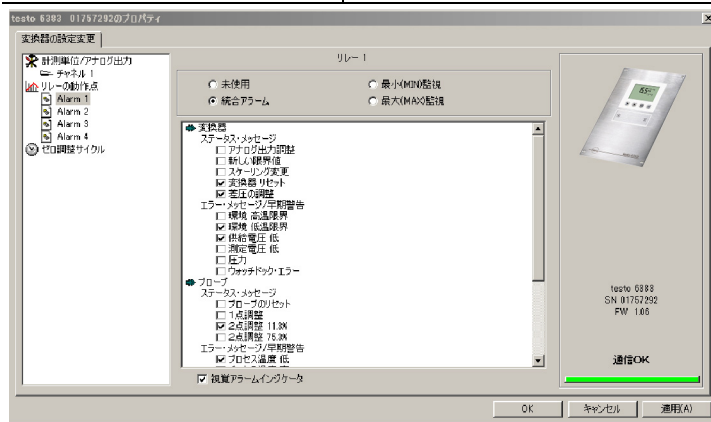 testo 6383 01757292のプロパティ
変換器の設定変更
計測単位/アナログ出力
チャネル 1
リレーの動作点
Alarm 1
Alarm 2
Alarm 3
Alarm 4
ゼロ調整サイクル
リレー 1
未使用
最小(MIN)監視
統合アラーム
最大(MAX)監視
変換器
ステータス・メッセージ
アナログ出力調整
新しい限界値
スケーリング変更
変換器 リセット
差圧の調整
エラー・メッセージ/早期警告
環境 高温限界
環境 低温限界
供給電圧 低
測定電圧 低
圧力
ウォッチドック・エラー
プローブ
ステータス・メッセージ
プローブのリセット
1点調整
2点調整 11.3%
2点調整 75.3%
エラー・メッセージ/早期警告
プロセス温度 低
視覚アラームインジケータ
testo 6383
SN 01757292
FW 1.06
通信OK
OK
キャンセル
適用(A)